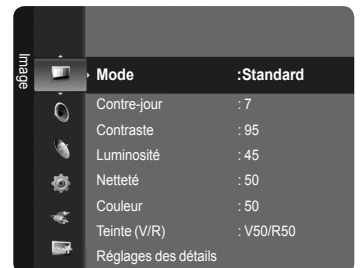 Image
Mode :Standard
Contre-jour : 7
Contraste : 95
Luminosité : 45
Netteté : 50
Couleur : 50
Teinte (V/R) : V50/R50
Réglages des détails